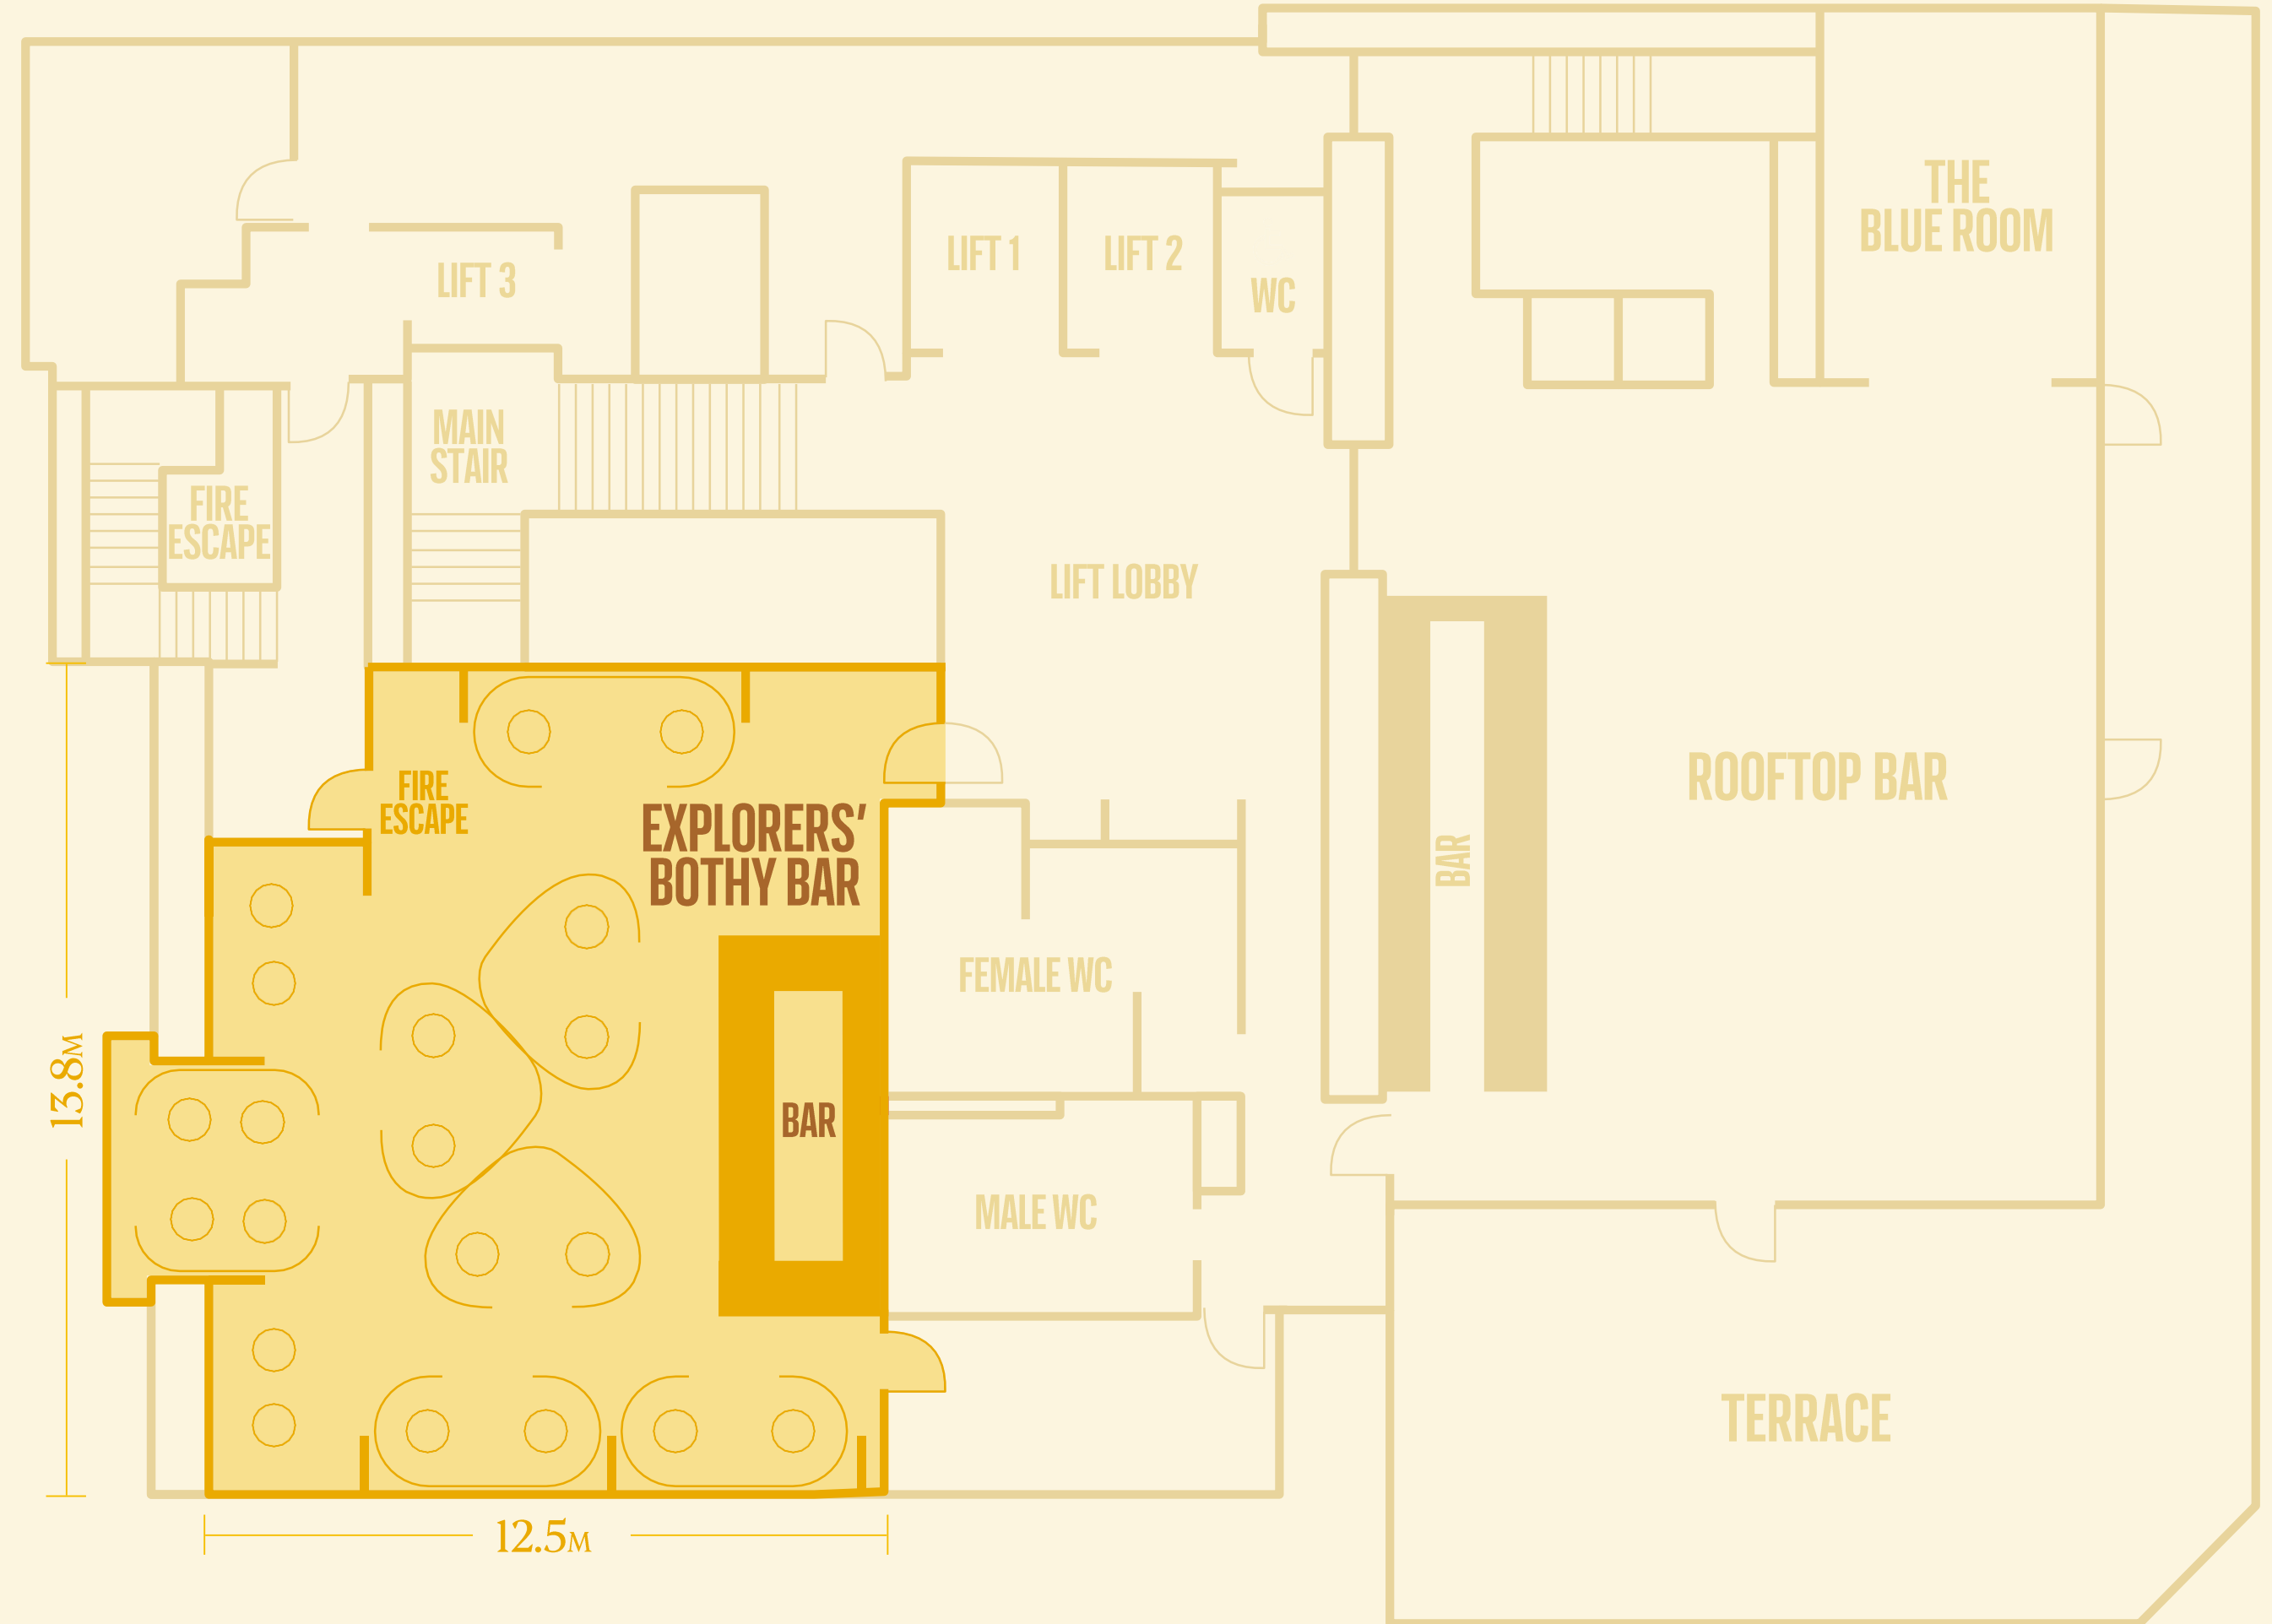 THE
BLUE ROOM
LIFT 1
LIFT 2
LIFT 3
WC
MAIN
STAIR
FIRE
ESCAPE
LIFT LOBBY
ROOFTOP BAR
BAR
FIRE
ESCAPE
EXPLORERS’
BOTHY BAR
FEMALE WC
BAR
MALE WC
13.8M
TERRACE
12.5M